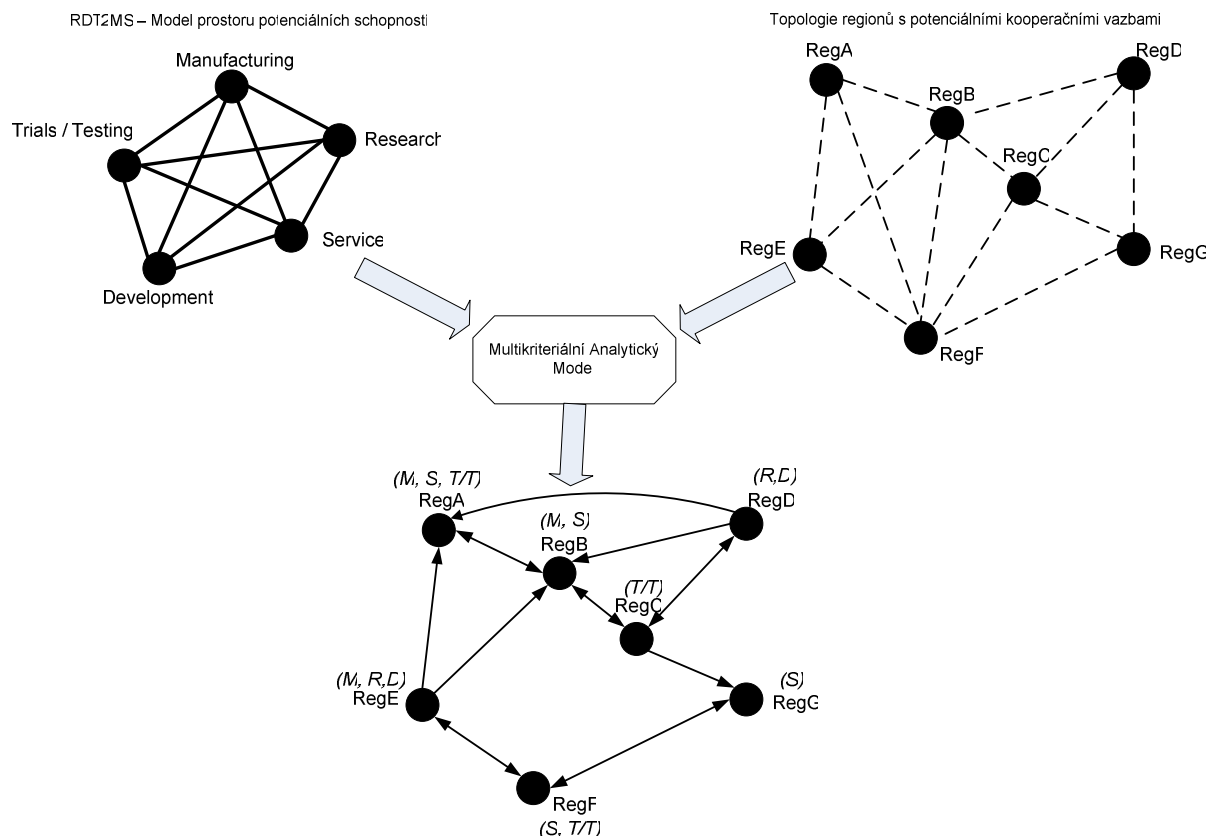 RDT2MS – Model prostoru potenciálních schopností
Topologie regionů s potenciálními kooperačními vazbami
Manufacturing
Trials / Testing
Research
Service
Development
RegA
RegD
RegB
RegC
RegE
RegG
RegF
Multikriteriální Analytický
Mode
(M, S, T/T)
RegA
(R,D)
RegD
(M, S)
RegB
(T/T)
RegC
(M, R,D)
RegE
(S)
RegG
RegF
(S, T/T)